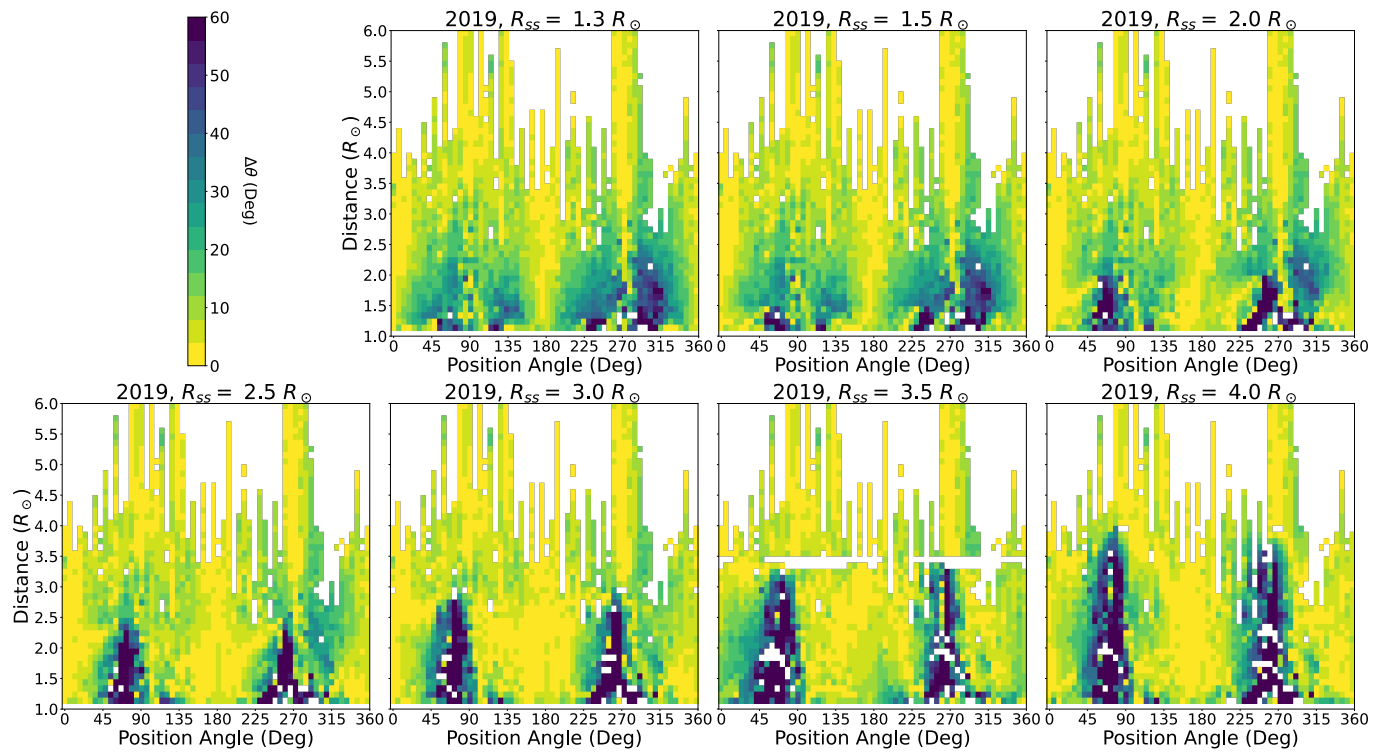 60
50
40
30
20
10
0
Δθ (Deg)
2019, R_ss = 1.3 R_⊙
6.0
5.5
5.0
4.5
4.0
3.5
3.0
2.5
2.0
1.5
1.0
Distance (R_⊙)
0 45 90 135 180 225 270 315 360
Position Angle (Deg)
2019, R_ss = 1.5 R_⊙
0 45 90 135 180 225 270 315 360
Position Angle (Deg)
2019, R_ss = 2.0 R_⊙
0 45 90 135 180 225 270 315 360
Position Angle (Deg)
2019, R_ss = 2.5 R_⊙
6.0
5.5
5.0
4.5
4.0
3.5
3.0
2.5
2.0
1.5
1.0
Distance (R_⊙)
0 45 90 135 180 225 270 315 360
Position Angle (Deg)
2019, R_ss = 3.0 R_⊙
0 45 90 135 180 225 270 315 360
Position Angle (Deg)
2019, R_ss = 3.5 R_⊙
0 45 90 135 180 225 270 315 360
Position Angle (Deg)
2019, R_ss = 4.0 R_⊙
0 45 90 135 180 225 270 315 360
Position Angle (Deg)